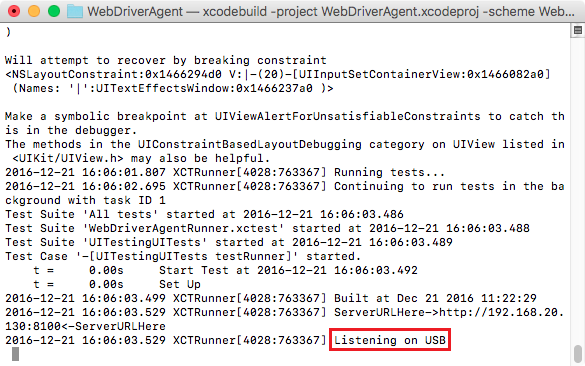 WebDriverAgent — xcodebuild -project WebDriverAgent.xcodeproj -scheme Web...
)
Will attempt to recover by breaking constraint
<NSLayoutConstraint:0x1466294d0 V:|-(20)-[UIInputSetContainerView:0x1466082a0]
(Names: '|':UITextEffectsWindow:0x1466237a0 )>
Make a symbolic breakpoint at UIViewAlertForUnsatisfiableConstraints to catch th
is in the debugger.
The methods in the UIConstraintBasedLayoutDebugging category on UIView listed in
<UIKit/UIView.h> may also be helpful.
2016-12-21 16:06:01.807 XCTRunner[4028:763367] Running tests...
2016-12-21 16:06:02.695 XCTRunner[4028:763367] Continuing to run tests in the ba
ckground with task ID 1
Test Suite 'All tests' started at 2016-12-21 16:06:03.486
Test Suite 'WebDriverAgentRunner.xctest' started at 2016-12-21 16:06:03.488
Test Suite 'UITestingUITests' started at 2016-12-21 16:06:03.489
Test Case '-[UITestingUITests testRunner]' started.
t =     0.00s     Start Test at 2016-12-21 16:06:03.492
t =     0.00s     Set Up
2016-12-21 16:06:03.499 XCTRunner[4028:763367] Built at Dec 21 2016 11:22:29
2016-12-21 16:06:03.529 XCTRunner[4028:763367] ServerURLHere->http://192.168.20.
130:8100<-ServerURLHere
2016-12-21 16:06:03.529 XCTRunner[4028:763367] Listening on USB